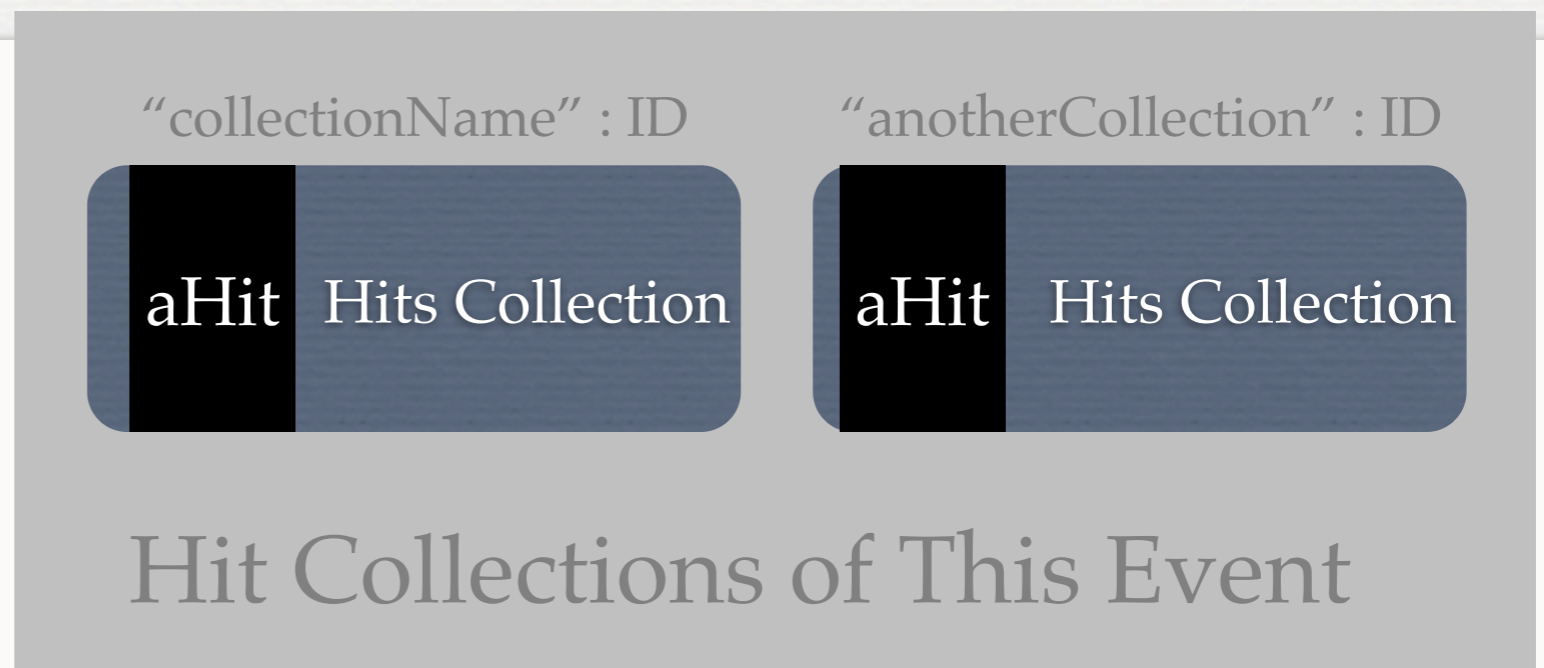 “collectionName” : ID “anotherCollection” : ID
aHit Hits Collection aHit Hits Collection
Hit Collections of This Event